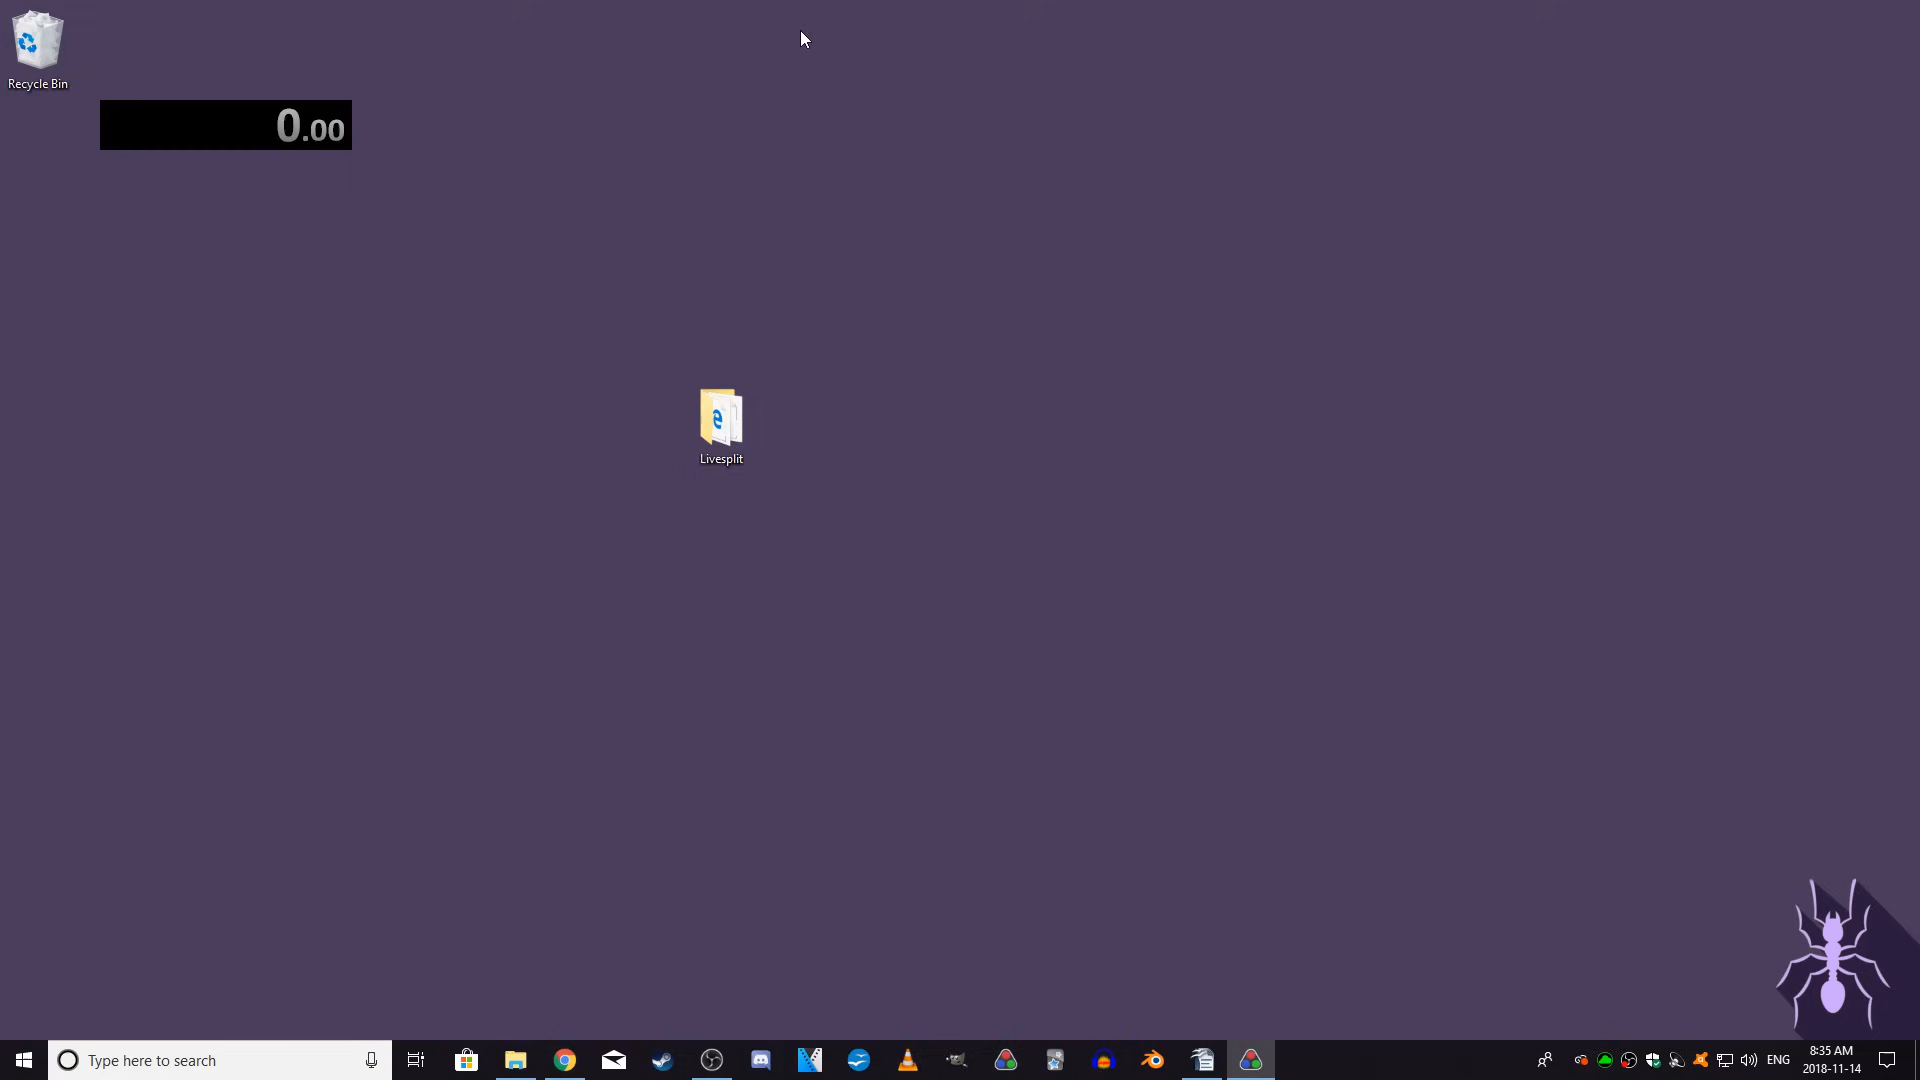 Recycle Bin
0.00
Livesplit
Type here to search
ENG
8:35 AM
2018-11-14